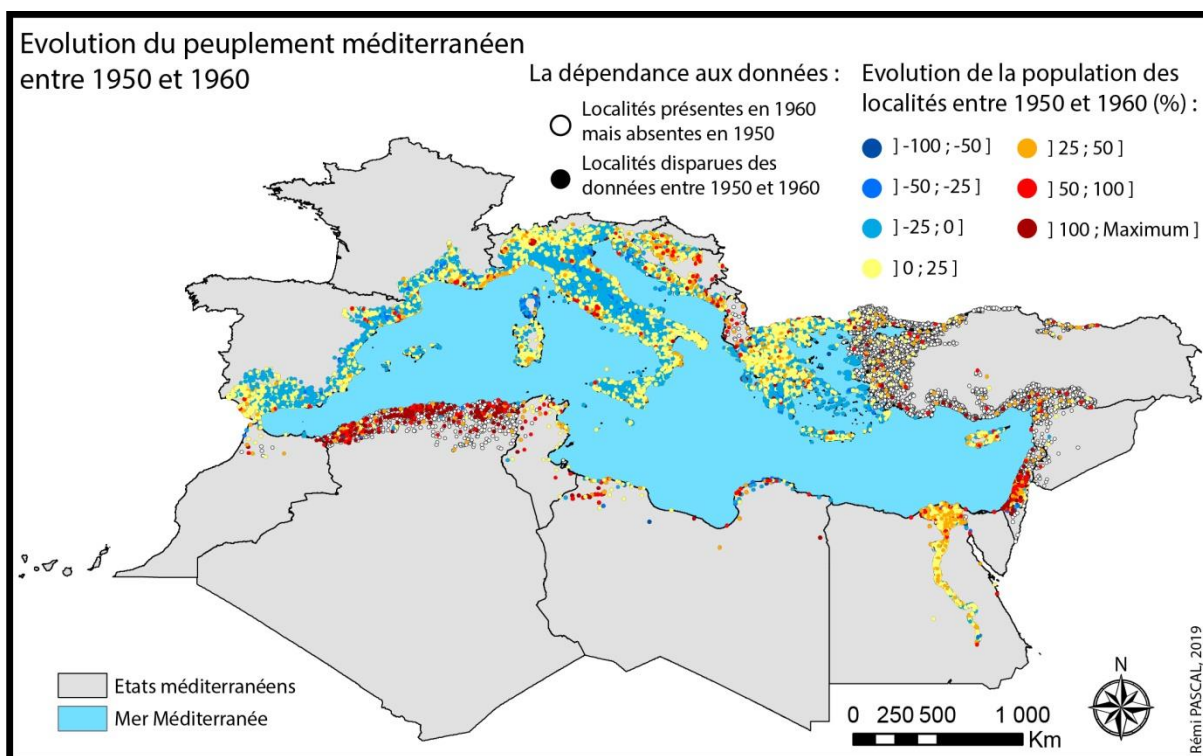 Evolution du peuplement méditerranéen
entre 1950 et 1960
La dépendance aux données :
Localités présentes en 1960
mais absentes en 1950
Localités disparues des
données entre 1950 et 1960
Evolution de la population des
localités entre 1950 et 1960 (%) :
] -100 ; -50 ]
] -50 ; -25 ]
] -25 ; 0 ]
] 0 ; 25 ]
] 25 ; 50 ]
] 50 ; 100 ]
] 100 ; Maximum ]
Etats méditerranéens
Mer Méditerranée
0 250 500 1 000
Km
N
Rémi PASCAL, 2019